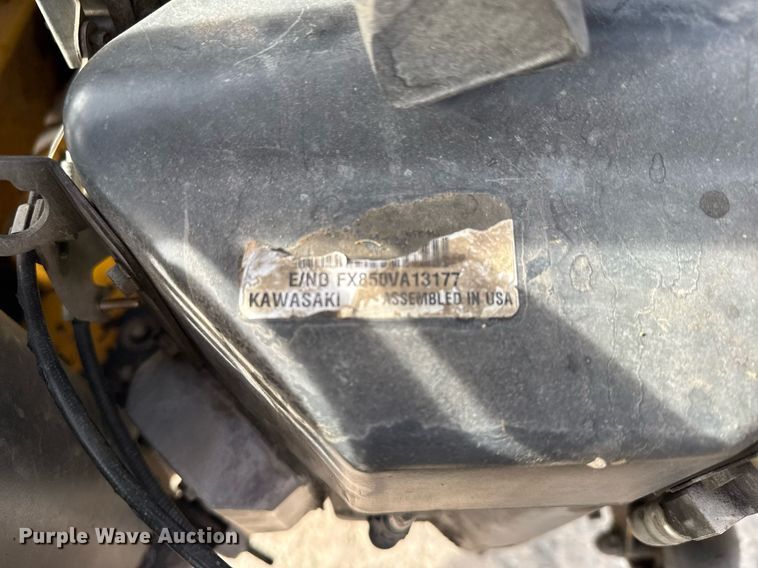 E/NO FX850VA13177
KAWASAKI ASSEMBLED IN USA
Purple Wave Auction